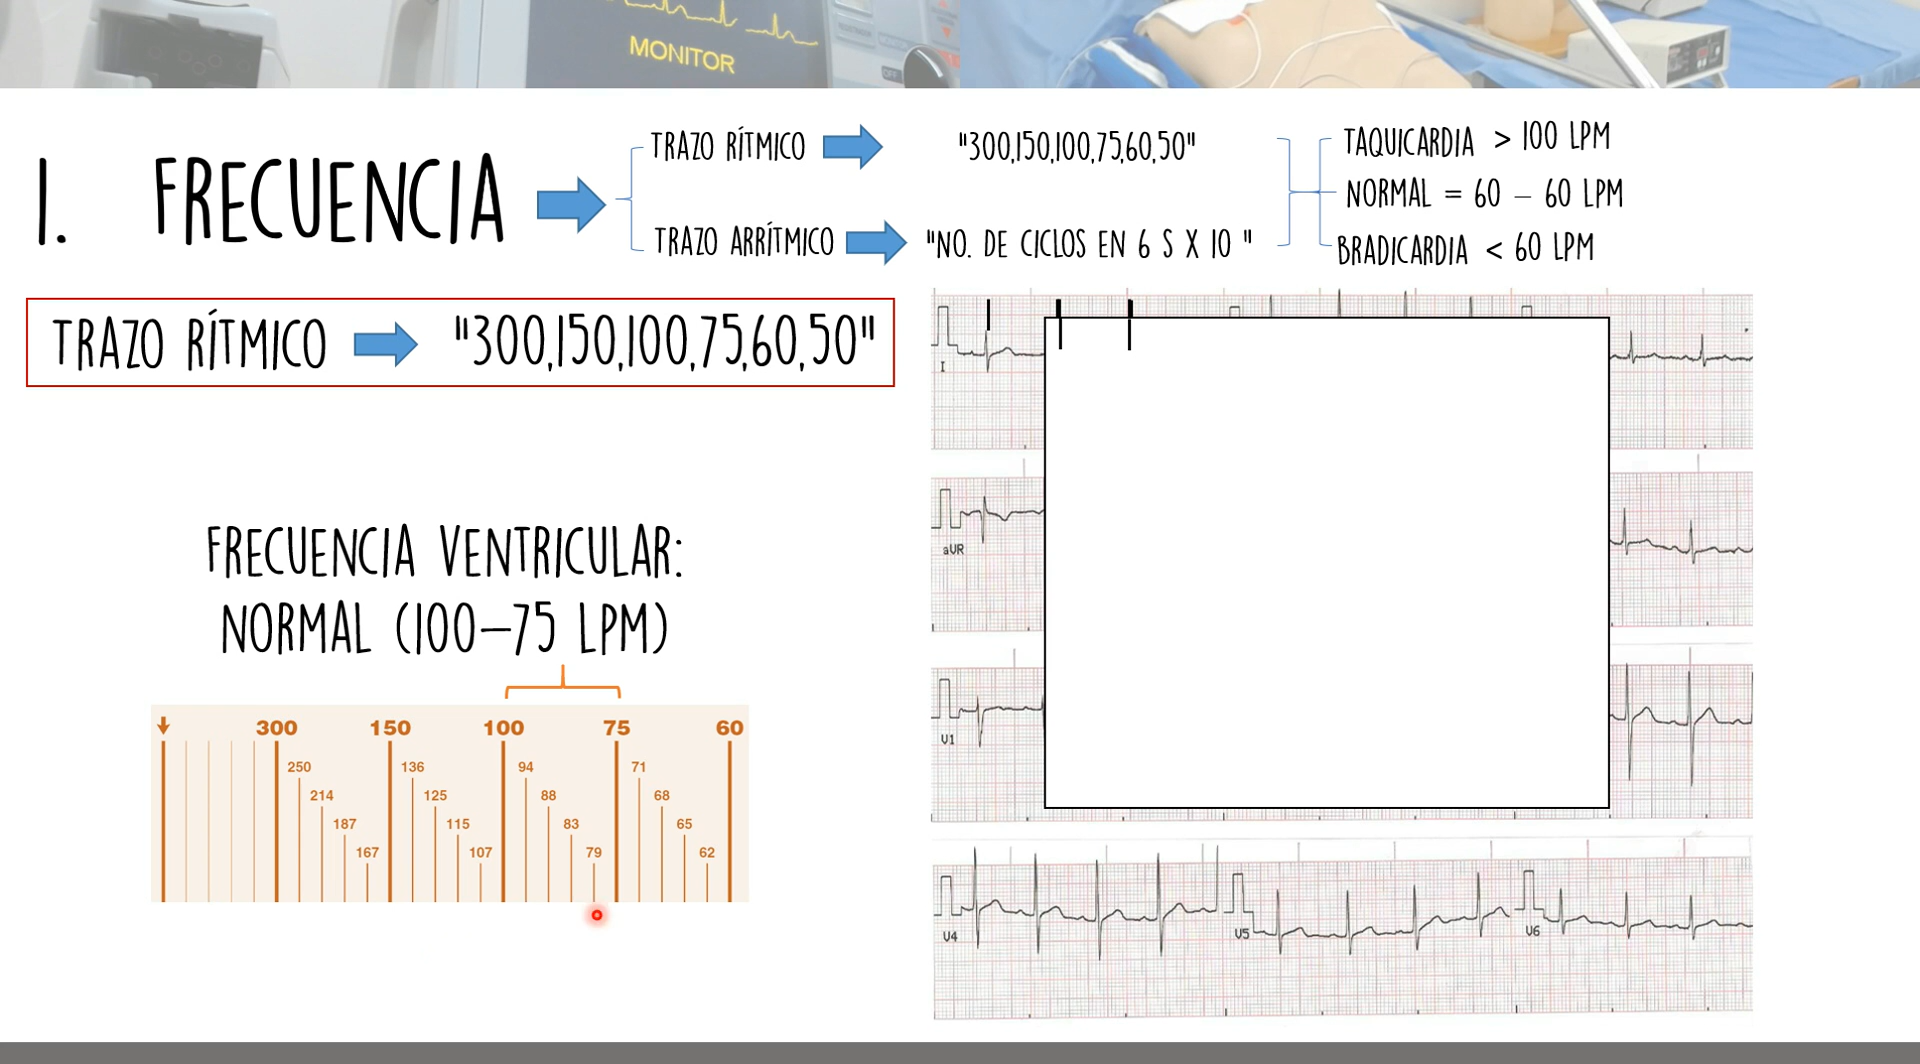 MONITOR
I. FRECUENCIA
TRAZO RÍTMICO
"300,150,100,75,60,50"
TRAZO ARRÍTMICO
"NO. DE CICLOS EN 6 S X 10 "
TAQUICARDIA > 100 LPM
NORMAL = 60 – 60 LPM
BRADICARDIA < 60 LPM
TRAZO RÍTMICO
"300,150,100,75,60,50"
FRECUENCIA VENTRICULAR:
NORMAL (100–75 LPM)
300 150 100 75 60
250 136 94 71
214 125 88 68
187 115 83 65
167 107 79 62
I
aVR
V1
V4 V5 V6